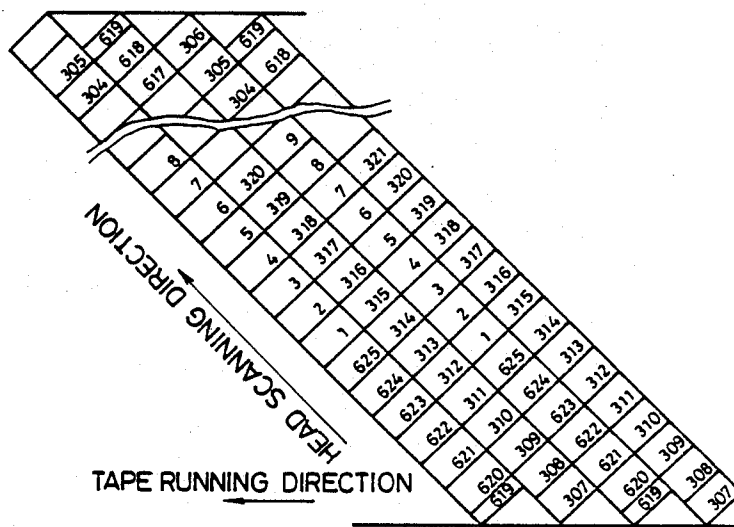 305 304 8 7 6 5 4 3 2 1 625 624 623 622 621 620 619
619 618 617 320 319 318 317 316 315 314 313 312 311 310 309 308 307
306 305 304 9 8 7 6 5 4 3 2 1 625 624 623 622 621 620 619
619 618 321 320 319 318 317 316 315 314 313 312 311 310 309 308 307
HEAD SCANNING DIRECTION
TAPE RUNNING DIRECTION